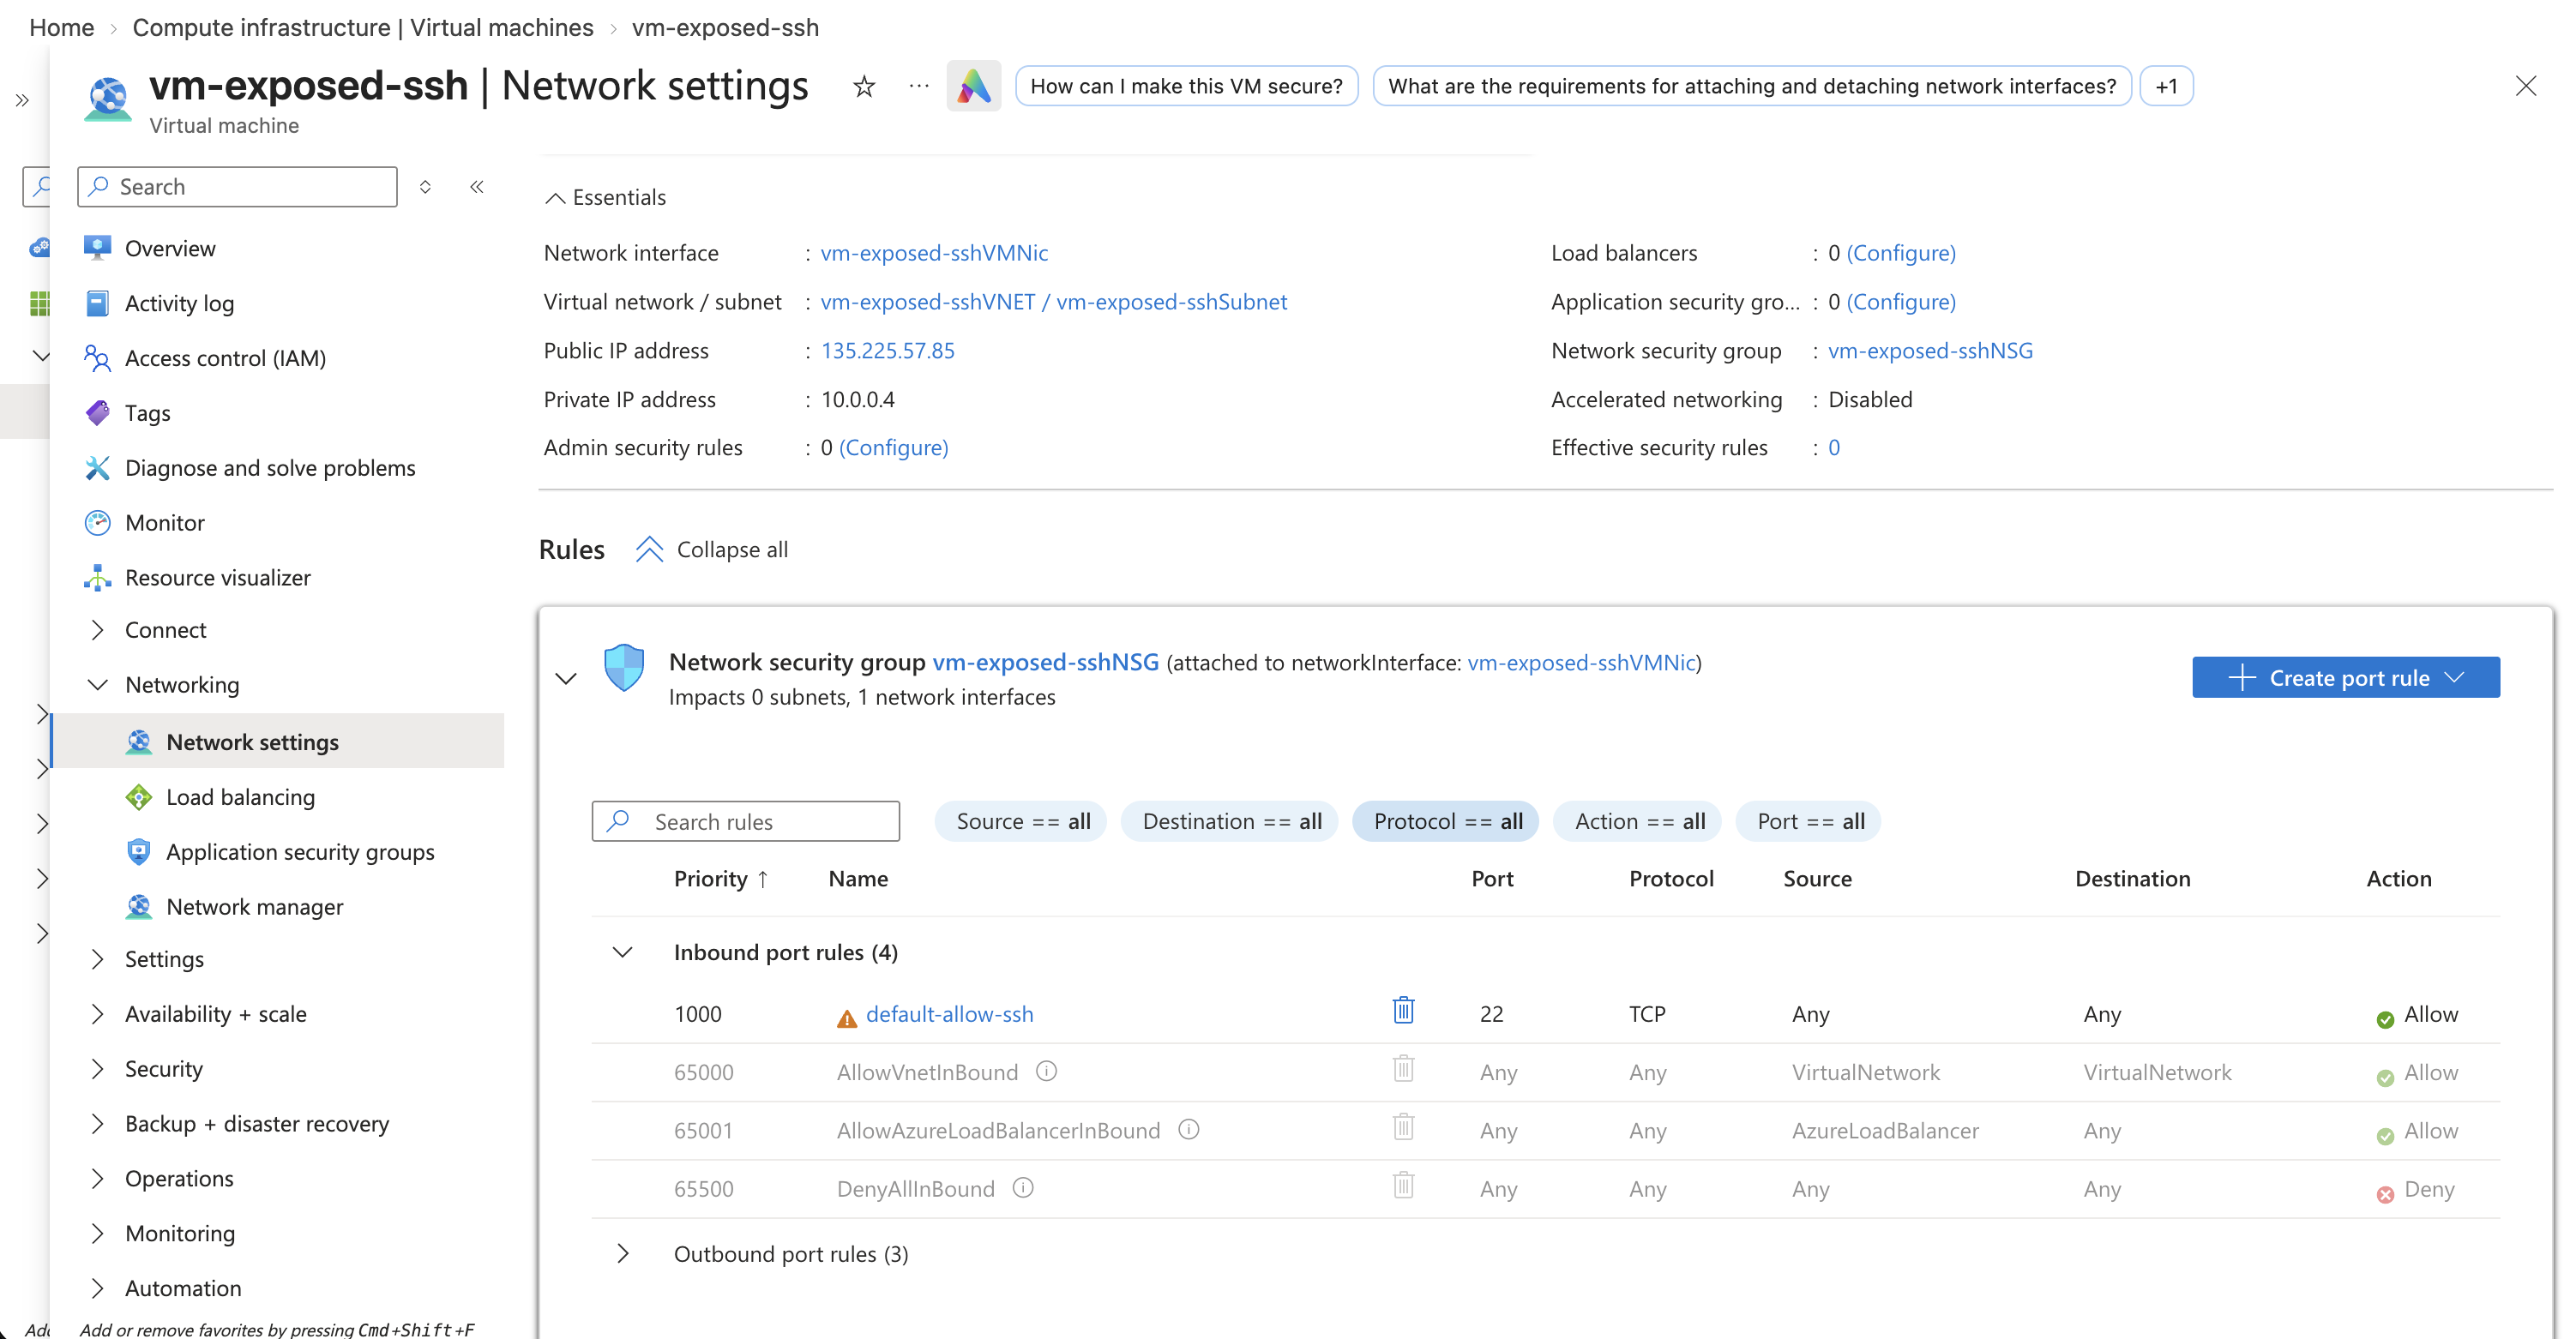 Home > Compute infrastructure | Virtual machines > vm-exposed-ssh
vm-exposed-ssh | Network settings
How can I make this VM secure?
What are the requirements for attaching and detaching network interfaces?
+1
Virtual machine
Search
Overview
Activity log
Access control (IAM)
Tags
Diagnose and solve problems
Monitor
Resource visualizer
Connect
Networking
Network settings
Load balancing
Application security groups
Network manager
Settings
Availability + scale
Security
Backup + disaster recovery
Operations
Monitoring
Automation
Add or remove favorites by pressing Cmd+Shift+F
Essentials
Network interface : vm-exposed-sshVMNic
Virtual network / subnet : vm-exposed-sshVNET / vm-exposed-sshSubnet
Public IP address : 135.225.57.85
Private IP address : 10.0.0.4
Admin security rules : 0 (Configure)
Load balancers : 0 (Configure)
Application security gro... : 0 (Configure)
Network security group : vm-exposed-sshNSG
Accelerated networking : Disabled
Effective security rules : 0
Rules Collapse all
Network security group vm-exposed-sshNSG (attached to networkInterface: vm-exposed-sshVMNic)
Impacts 0 subnets, 1 network interfaces
Create port rule
Search rules
Source == all
Destination == all
Protocol == all
Action == all
Port == all
Priority ↑ Name Port Protocol Source Destination Action
Inbound port rules (4)
1000 default-allow-ssh 22 TCP Any Any Allow
65000 AllowVnetInBound Any Any VirtualNetwork VirtualNetwork Allow
65001 AllowAzureLoadBalancerInBound Any Any AzureLoadBalancer Any Allow
65500 DenyAllInBound Any Any Any Any Deny
Outbound port rules (3)